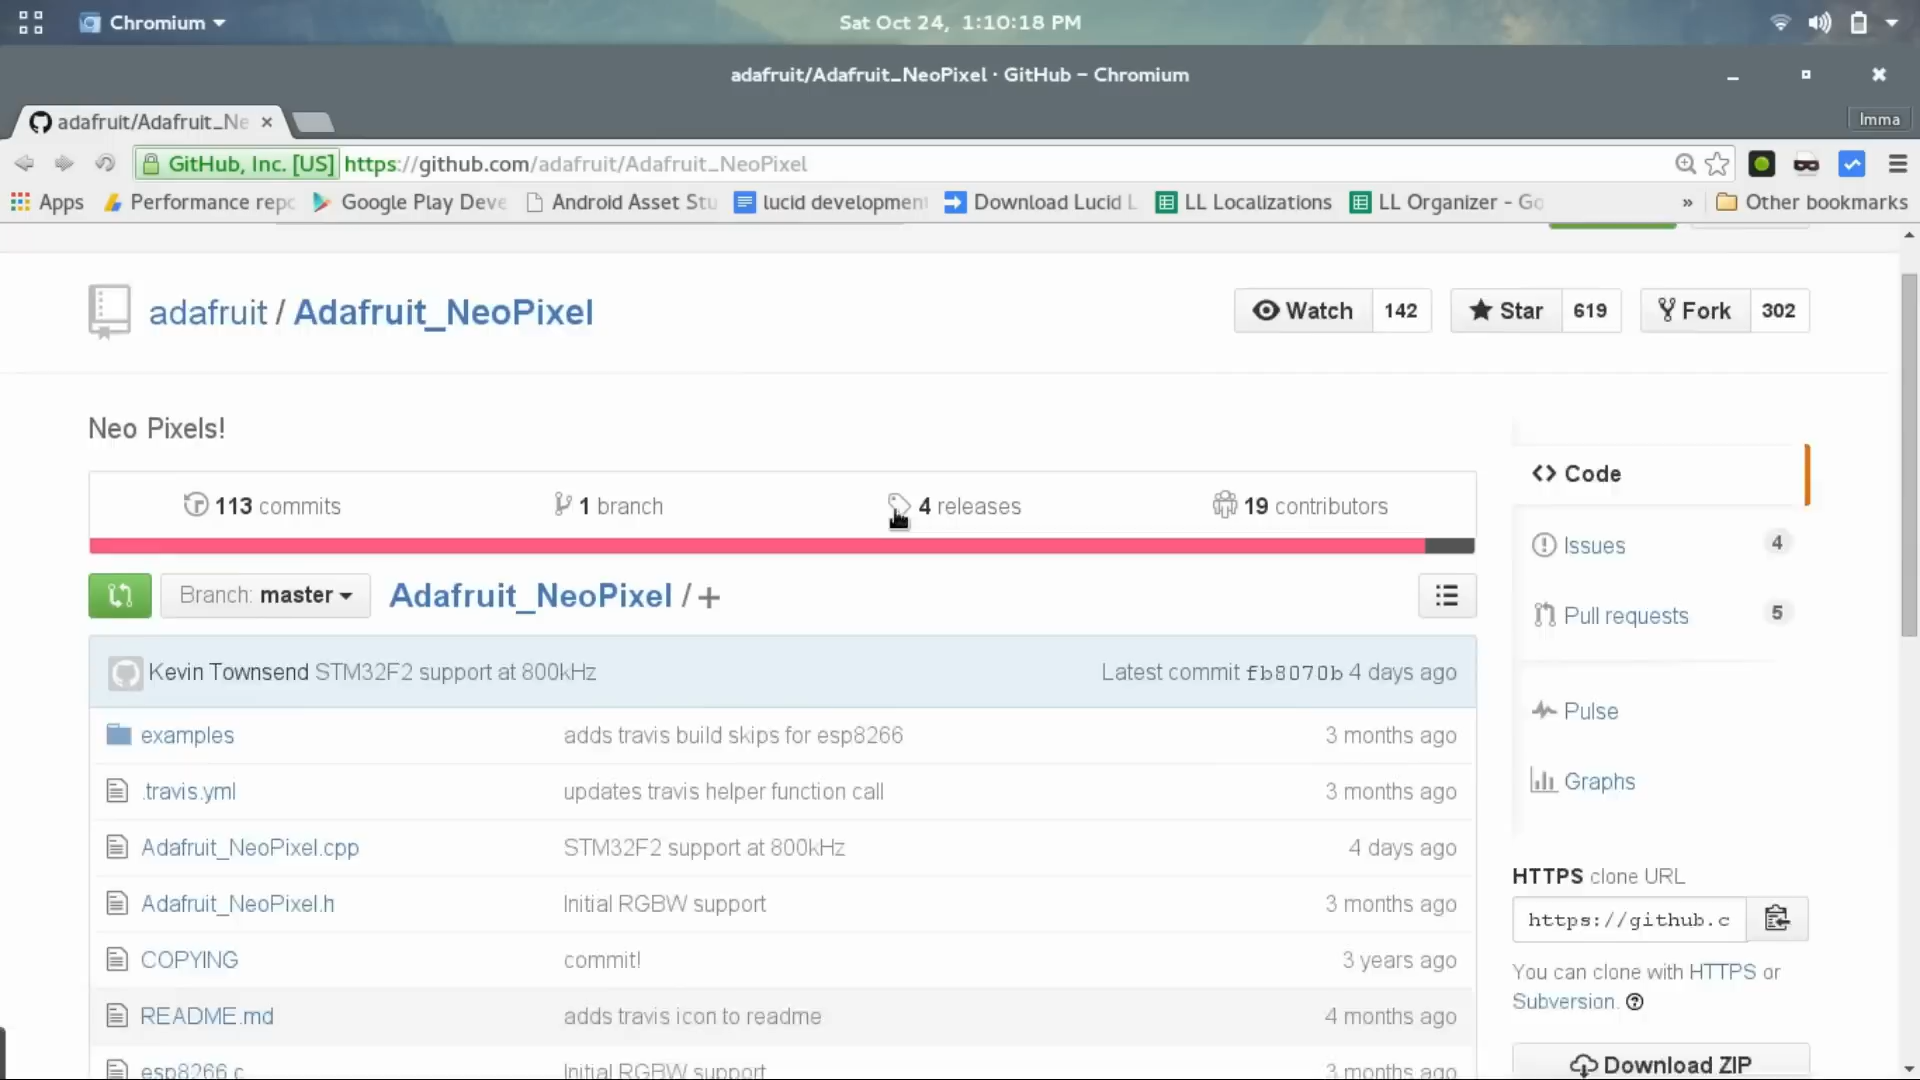 Chromium
Sat Oct 24, 1:10:18 PM
adafruit/Adafruit_NeoPixel · GitHub – Chromium
adafruit/Adafruit_Ne
Imma
GitHub, Inc. [US] https://github.com/adafruit/Adafruit_NeoPixel
Apps Performance repo Google Play Deve Android Asset Stu lucid development Download Lucid L LL Localizations LL Organizer - Go » Other bookmarks
adafruit / Adafruit_NeoPixel
Watch 142 Star 619 Fork 302
Neo Pixels!
113 commits 1 branch 4 releases 19 contributors
Branch: master Adafruit_NeoPixel / +
Kevin Townsend STM32F2 support at 800kHz Latest commit fb8070b 4 days ago
examples adds travis build skips for esp8266 3 months ago
.travis.yml updates travis helper function call 3 months ago
Adafruit_NeoPixel.cpp STM32F2 support at 800kHz 4 days ago
Adafruit_NeoPixel.h Initial RGBW support 3 months ago
COPYING commit! 3 years ago
README.md adds travis icon to readme 4 months ago
esp8266.c Initial RGBW support 3 months ago
Code
Issues 4
Pull requests 5
Pulse
Graphs
HTTPS clone URL
https://github.c
You can clone with HTTPS or
Subversion.
Download ZIP